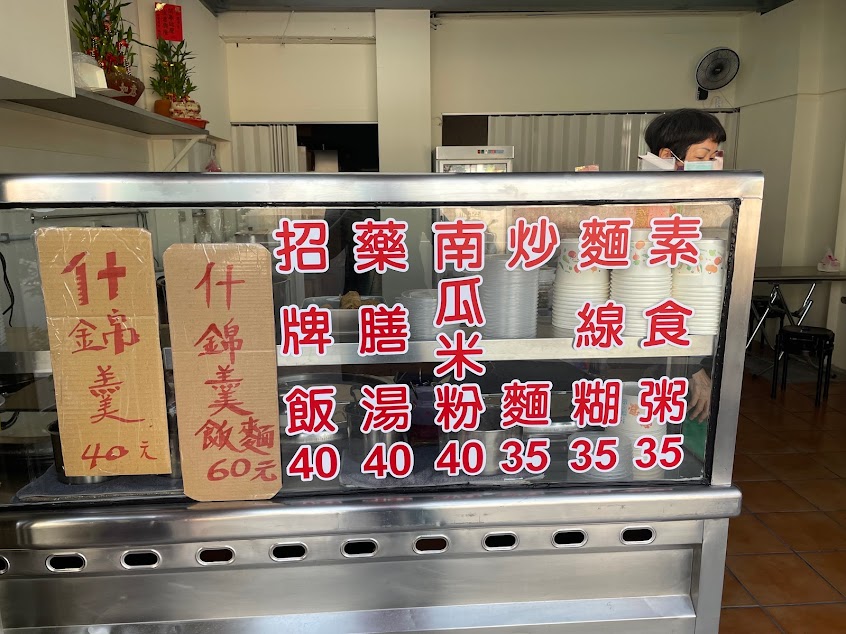 什錦羹
40元
什錦羹
飯麵
60元
招牌飯
40
藥膳湯
40
南瓜米粉
40
炒麵
35
麵線糊
35
素食粥
35